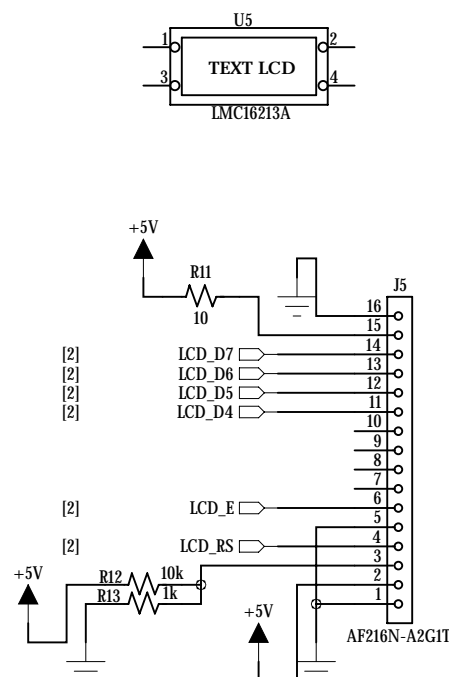 U5
1 2
TEXT LCD
3 4
LMC16213A
+5V
R11
J5
10
16
15
[2] LCD_D7 14
[2] LCD_D6 13
[2] LCD_D5 12
[2] LCD_D4 11
10
9
8
7
[2] LCD_E 6
5
[2] LCD_RS 4
+5V R12 10k 3
R13 1k 2
+5V 1
AF216N-A2G1T